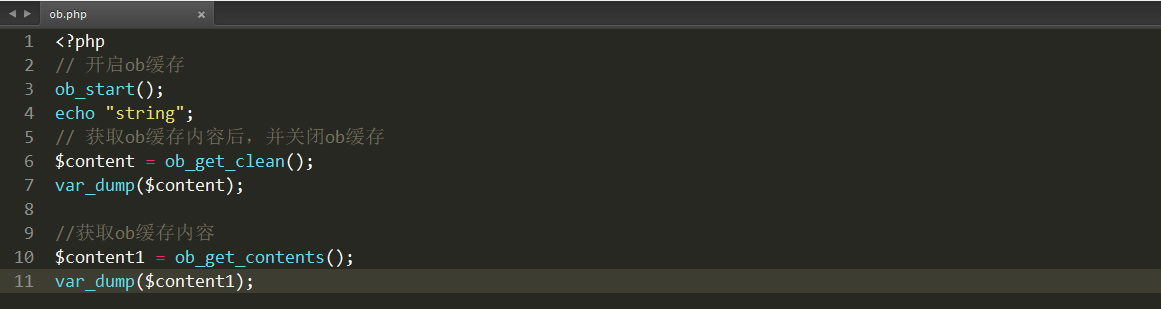 ob.php
1 <?php
2 // 开启ob缓存
3 ob_start();
4 echo "string";
5 // 获取ob缓存内容后，并关闭ob缓存
6 $content = ob_get_clean();
7 var_dump($content);
8
9 //获取ob缓存内容
10 $content1 = ob_get_contents();
11 var_dump($content1);